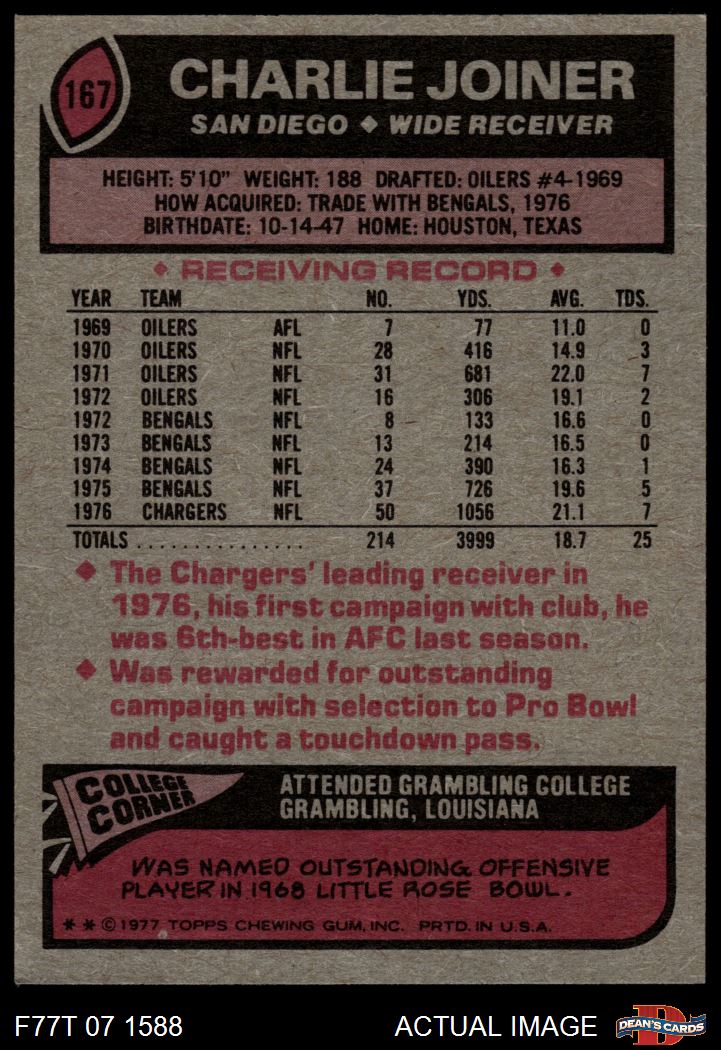 167
CHARLIE JOINER
SAN DIEGO ◆ WIDE RECEIVER
HEIGHT: 5'10" WEIGHT: 188 DRAFTED: OILERS #4-1969
HOW ACQUIRED: TRADE WITH BENGALS, 1976
BIRTHDATE: 10-14-47 HOME: HOUSTON, TEXAS
◆ RECEIVING RECORD ◆
YEAR TEAM NO. YDS. AVG. TDS.
1969 OILERS AFL 7 77 11.0 0
1970 OILERS NFL 28 416 14.9 3
1971 OILERS NFL 31 681 22.0 7
1972 OILERS NFL 16 306 19.1 2
1972 BENGALS NFL 8 133 16.6 0
1973 BENGALS NFL 13 214 16.5 0
1974 BENGALS NFL 24 390 16.3 1
1975 BENGALS NFL 37 726 19.6 5
1976 CHARGERS NFL 50 1056 21.1 7
TOTALS ................ 214 3999 18.7 25
◆ The Chargers' leading receiver in
1976, his first campaign with club, he
was 6th-best in AFC last season.
◆ Was rewarded for outstanding
campaign with selection to Pro Bowl
and caught a touchdown pass.
COLLEGE
CORNER
ATTENDED GRAMBLING COLLEGE
GRAMBLING, LOUISIANA
WAS NAMED OUTSTANDING OFFENSIVE
PLAYER IN 1968 LITTLE ROSE BOWL.
* * © 1977 TOPPS CHEWING GUM, INC. PRTD. IN U.S.A.
F77T 07 1588
ACTUAL IMAGE
D
DEAN'S CARDS